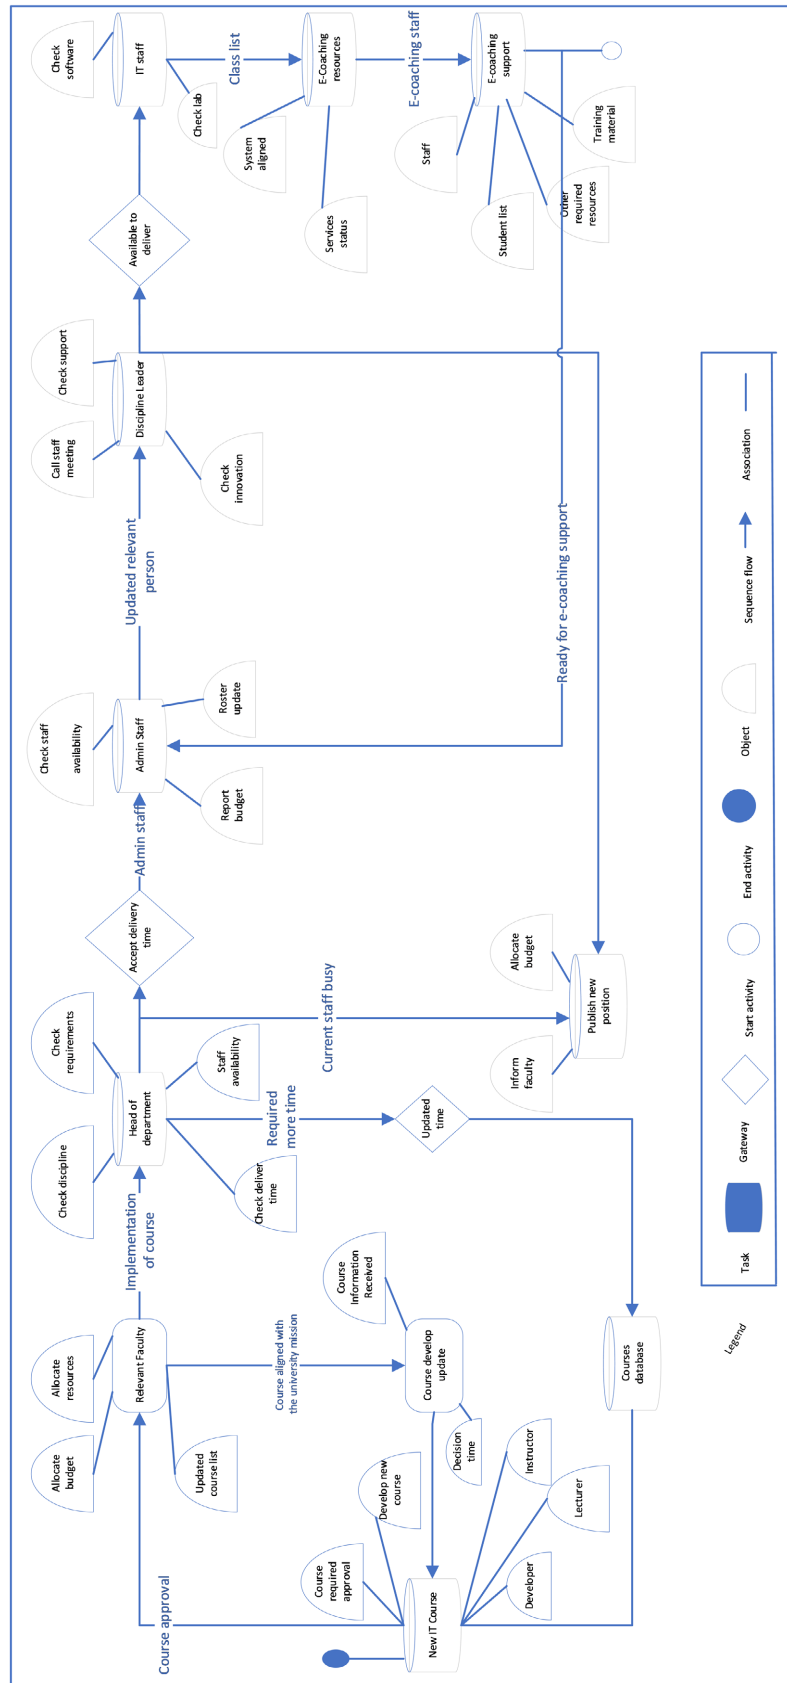 Check
software
IT staff
Check lab
Class list
E-Coaching
resources
System
aligned
Services
status
E-coaching staff
E-coaching
support
Staff
Student list
Other
required
resources
Training
material
Available to
deliver
Check support
Call staff
meeting
Discipline Leader
Check
innovation
Updated relevant
person
Ready for e-coaching support
Check staff
availability
Admin Staff
Roster
update
Report
budget
Admin staff
Accept delivery
time
Check
requirements
Check discipline
Head of
department
Staff
availability
Check deliver
time
Current staff busy
Required
more time
Updated
time
Allocate
budget
Inform
faculty
Publish new
position
Implementation
of course
Allocate
resources
Allocate
budget
Relevant Faculty
Updated
course list
Course aligned with
the university mission
Course
Information
Received
Course develop
update
Decision
time
Courses
database
Course approval
Develop new
course
Course
required
approval
New IT Course
Instructor
Lecturer
Developer
Legend
Task
Gateway
Start activity
End activity
Object
Sequence flow
Association